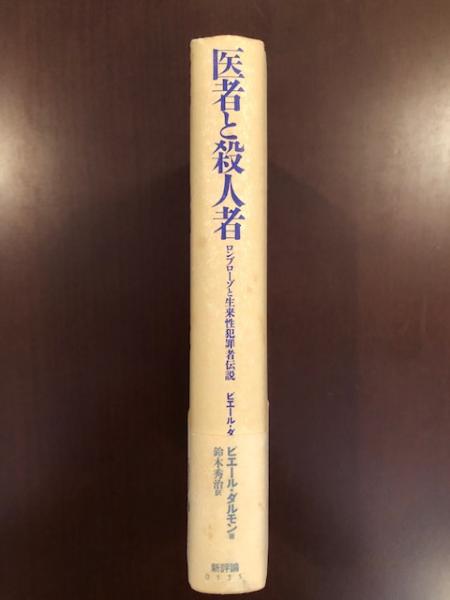 医者と殺人者
ロンブローゾと生来性犯罪者伝説
ピエール・ダ
ピエール・ダルモン著
鈴木秀治訳
新評論
0135